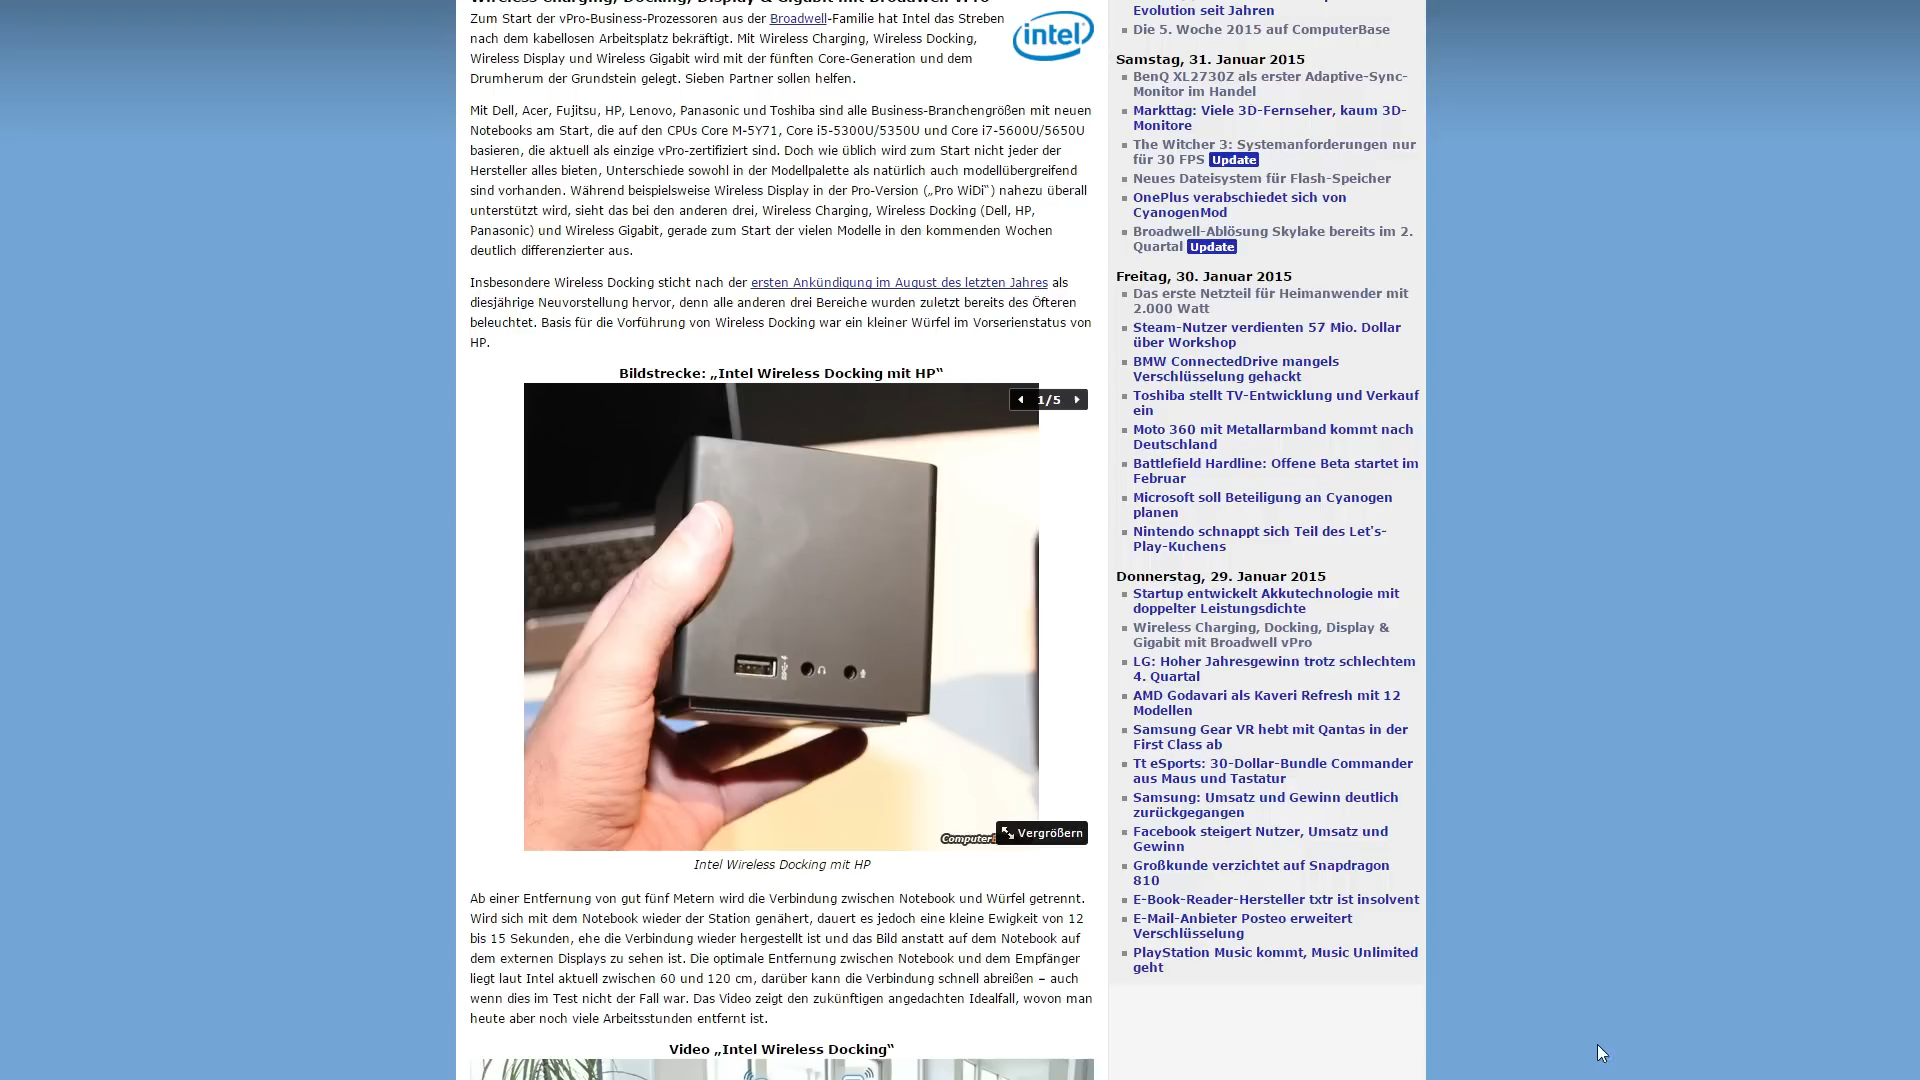 Zum Start der vPro-Business-Prozessoren aus der Broadwell-Familie hat Intel das Streben
nach dem kabellosen Arbeitsplatz bekräftigt. Mit Wireless Charging, Wireless Docking,
Wireless Display und Wireless Gigabit wird mit der fünften Core-Generation und dem
Drumherum der Grundstein gelegt. Sieben Partner sollen helfen.
intel
Mit Dell, Acer, Fujitsu, HP, Lenovo, Panasonic und Toshiba sind alle Business-Branchengrößen mit neuen
Notebooks am Start, die auf den CPUs Core M-5Y71, Core i5-5300U/5350U und Core i7-5600U/5650U
basieren, die aktuell als einzige vPro-zertifiziert sind. Doch wie üblich wird zum Start nicht jeder der
Hersteller alles bieten, Unterschiede sowohl in der Modellpalette als natürlich auch modellübergreifend
sind vorhanden. Während beispielsweise Wireless Display in der Pro-Version („Pro WiDi“) nahezu überall
unterstützt wird, sieht das bei den anderen drei, Wireless Charging, Wireless Docking (Dell, HP,
Panasonic) und Wireless Gigabit, gerade zum Start der vielen Modelle in den kommenden Wochen
deutlich differenzierter aus.
Insbesondere Wireless Docking sticht nach der ersten Ankündigung im August des letzten Jahres als
diesjährige Neuvorstellung hervor, denn alle anderen drei Bereiche wurden zuletzt bereits des Öfteren
beleuchtet. Basis für die Vorführung von Wireless Docking war ein kleiner Würfel im Vorserienstatus von
HP.
Bildstrecke: „Intel Wireless Docking mit HP“
1/5
Computer
Vergrößern
Intel Wireless Docking mit HP
Ab einer Entfernung von gut fünf Metern wird die Verbindung zwischen Notebook und Würfel getrennt.
Wird sich mit dem Notebook wieder der Station genähert, dauert es jedoch eine kleine Ewigkeit von 12
bis 15 Sekunden, ehe die Verbindung wieder hergestellt ist und das Bild anstatt auf dem Notebook auf
dem externen Displays zu sehen ist. Die optimale Entfernung zwischen Notebook und dem Empfänger
liegt laut Intel aktuell zwischen 60 und 120 cm, darüber kann die Verbindung schnell abreißen – auch
wenn dies im Test nicht der Fall war. Das Video zeigt den zukünftigen angedachten Idealfall, wovon man
heute aber noch viele Arbeitsstunden entfernt ist.
Video „Intel Wireless Docking“
Evolution seit Jahren
Die 5. Woche 2015 auf ComputerBase
Samstag, 31. Januar 2015
BenQ XL2730Z als erster Adaptive-Sync-
Monitor im Handel
Markttag: Viele 3D-Fernseher, kaum 3D-
Monitore
The Witcher 3: Systemanforderungen nur
für 30 FPS Update
Neues Dateisystem für Flash-Speicher
OnePlus verabschiedet sich von
CyanogenMod
Broadwell-Ablösung Skylake bereits im 2.
Quartal Update
Freitag, 30. Januar 2015
Das erste Netzteil für Heimanwender mit
2.000 Watt
Steam-Nutzer verdienten 57 Mio. Dollar
über Workshop
BMW ConnectedDrive mangels
Verschlüsselung gehackt
Toshiba stellt TV-Entwicklung und Verkauf
ein
Moto 360 mit Metallarmband kommt nach
Deutschland
Battlefield Hardline: Offene Beta startet im
Februar
Microsoft soll Beteiligung an Cyanogen
planen
Nintendo schnappt sich Teil des Let's-
Play-Kuchens
Donnerstag, 29. Januar 2015
Startup entwickelt Akkutechnologie mit
doppelter Leistungsdichte
Wireless Charging, Docking, Display &
Gigabit mit Broadwell vPro
LG: Hoher Jahresgewinn trotz schlechtem
4. Quartal
AMD Godavari als Kaveri Refresh mit 12
Modellen
Samsung Gear VR hebt mit Qantas in der
First Class ab
Tt eSports: 30-Dollar-Bundle Commander
aus Maus und Tastatur
Samsung: Umsatz und Gewinn deutlich
zurückgegangen
Facebook steigert Nutzer, Umsatz und
Gewinn
Großkunde verzichtet auf Snapdragon
810
E-Book-Reader-Hersteller txtr ist insolvent
E-Mail-Anbieter Posteo erweitert
Verschlüsselung
PlayStation Music kommt, Music Unlimited
geht